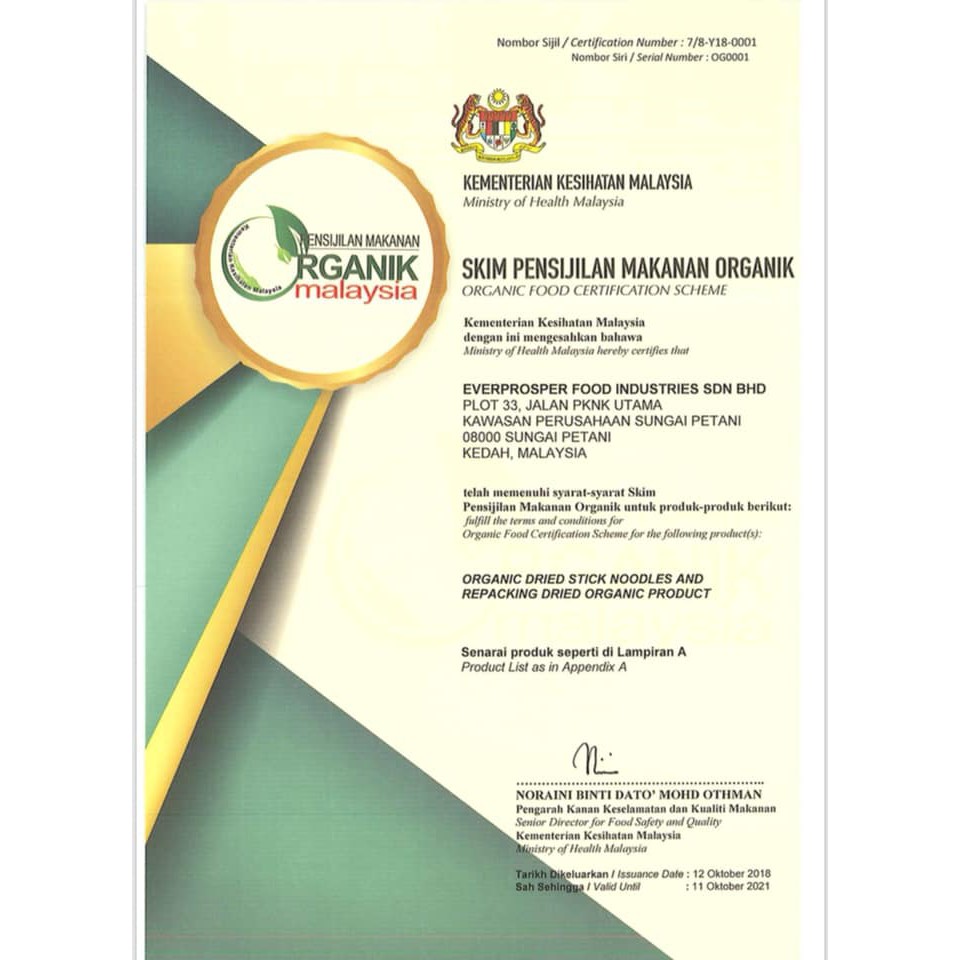 Nombor Sijil / Certification Number : 7/8-Y18-0001
Nombor Siri / Serial Number : OG0001
KEMENTERIAN KESIHATAN MALAYSIA
Ministry of Health Malaysia
PENSIJILAN MAKANAN
ORGANIK
malaysia
Kementerian Kesihatan Malaysia
SKIM PENSIJILAN MAKANAN ORGANIK
ORGANIC FOOD CERTIFICATION SCHEME
Kementerian Kesihatan Malaysia
dengan ini mengesahkan bahawa
Ministry of Health Malaysia hereby certifies that
EVERPROSPER FOOD INDUSTRIES SDN BHD
PLOT 33, JALAN PKNK UTAMA
KAWASAN PERUSAHAAN SUNGAI PETANI
08000 SUNGAI PETANI
KEDAH, MALAYSIA
telah memenuhi syarat-syarat Skim
Pensijilan Makanan Organik untuk produk-produk berikut:
fulfill the terms and conditions for
Organic Food Certification Scheme for the following product(s):
ORGANIC DRIED STICK NOODLES AND
REPACKING DRIED ORGANIC PRODUCT
Senarai produk seperti di Lampiran A
Product List as in Appendix A
NORAINI BINTI DATO' MOHD OTHMAN
Pengarah Kanan Keselamatan dan Kualiti Makanan
Senior Director for Food Safety and Quality
Kementerian Kesihatan Malaysia
Ministry of Health Malaysia
Tarikh Dikeluarkan / Issuance Date : 12 Oktober 2018
Sah Sehingga / Valid Until : 11 Oktober 2021